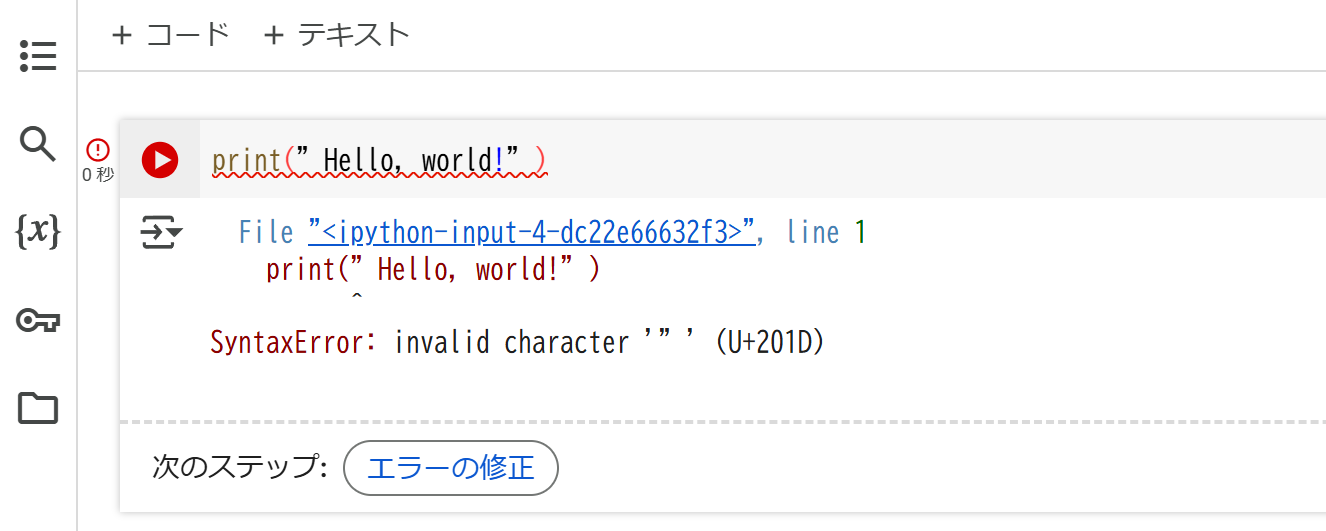 + コード + テキスト
{x}
0 秒
print(” Hello, world!” )
File "<ipython-input-4-dc22e66632f3>", line 1
print(” Hello, world!” )
^
SyntaxError: invalid character '”' (U+201D)
次のステップ: エラーの修正